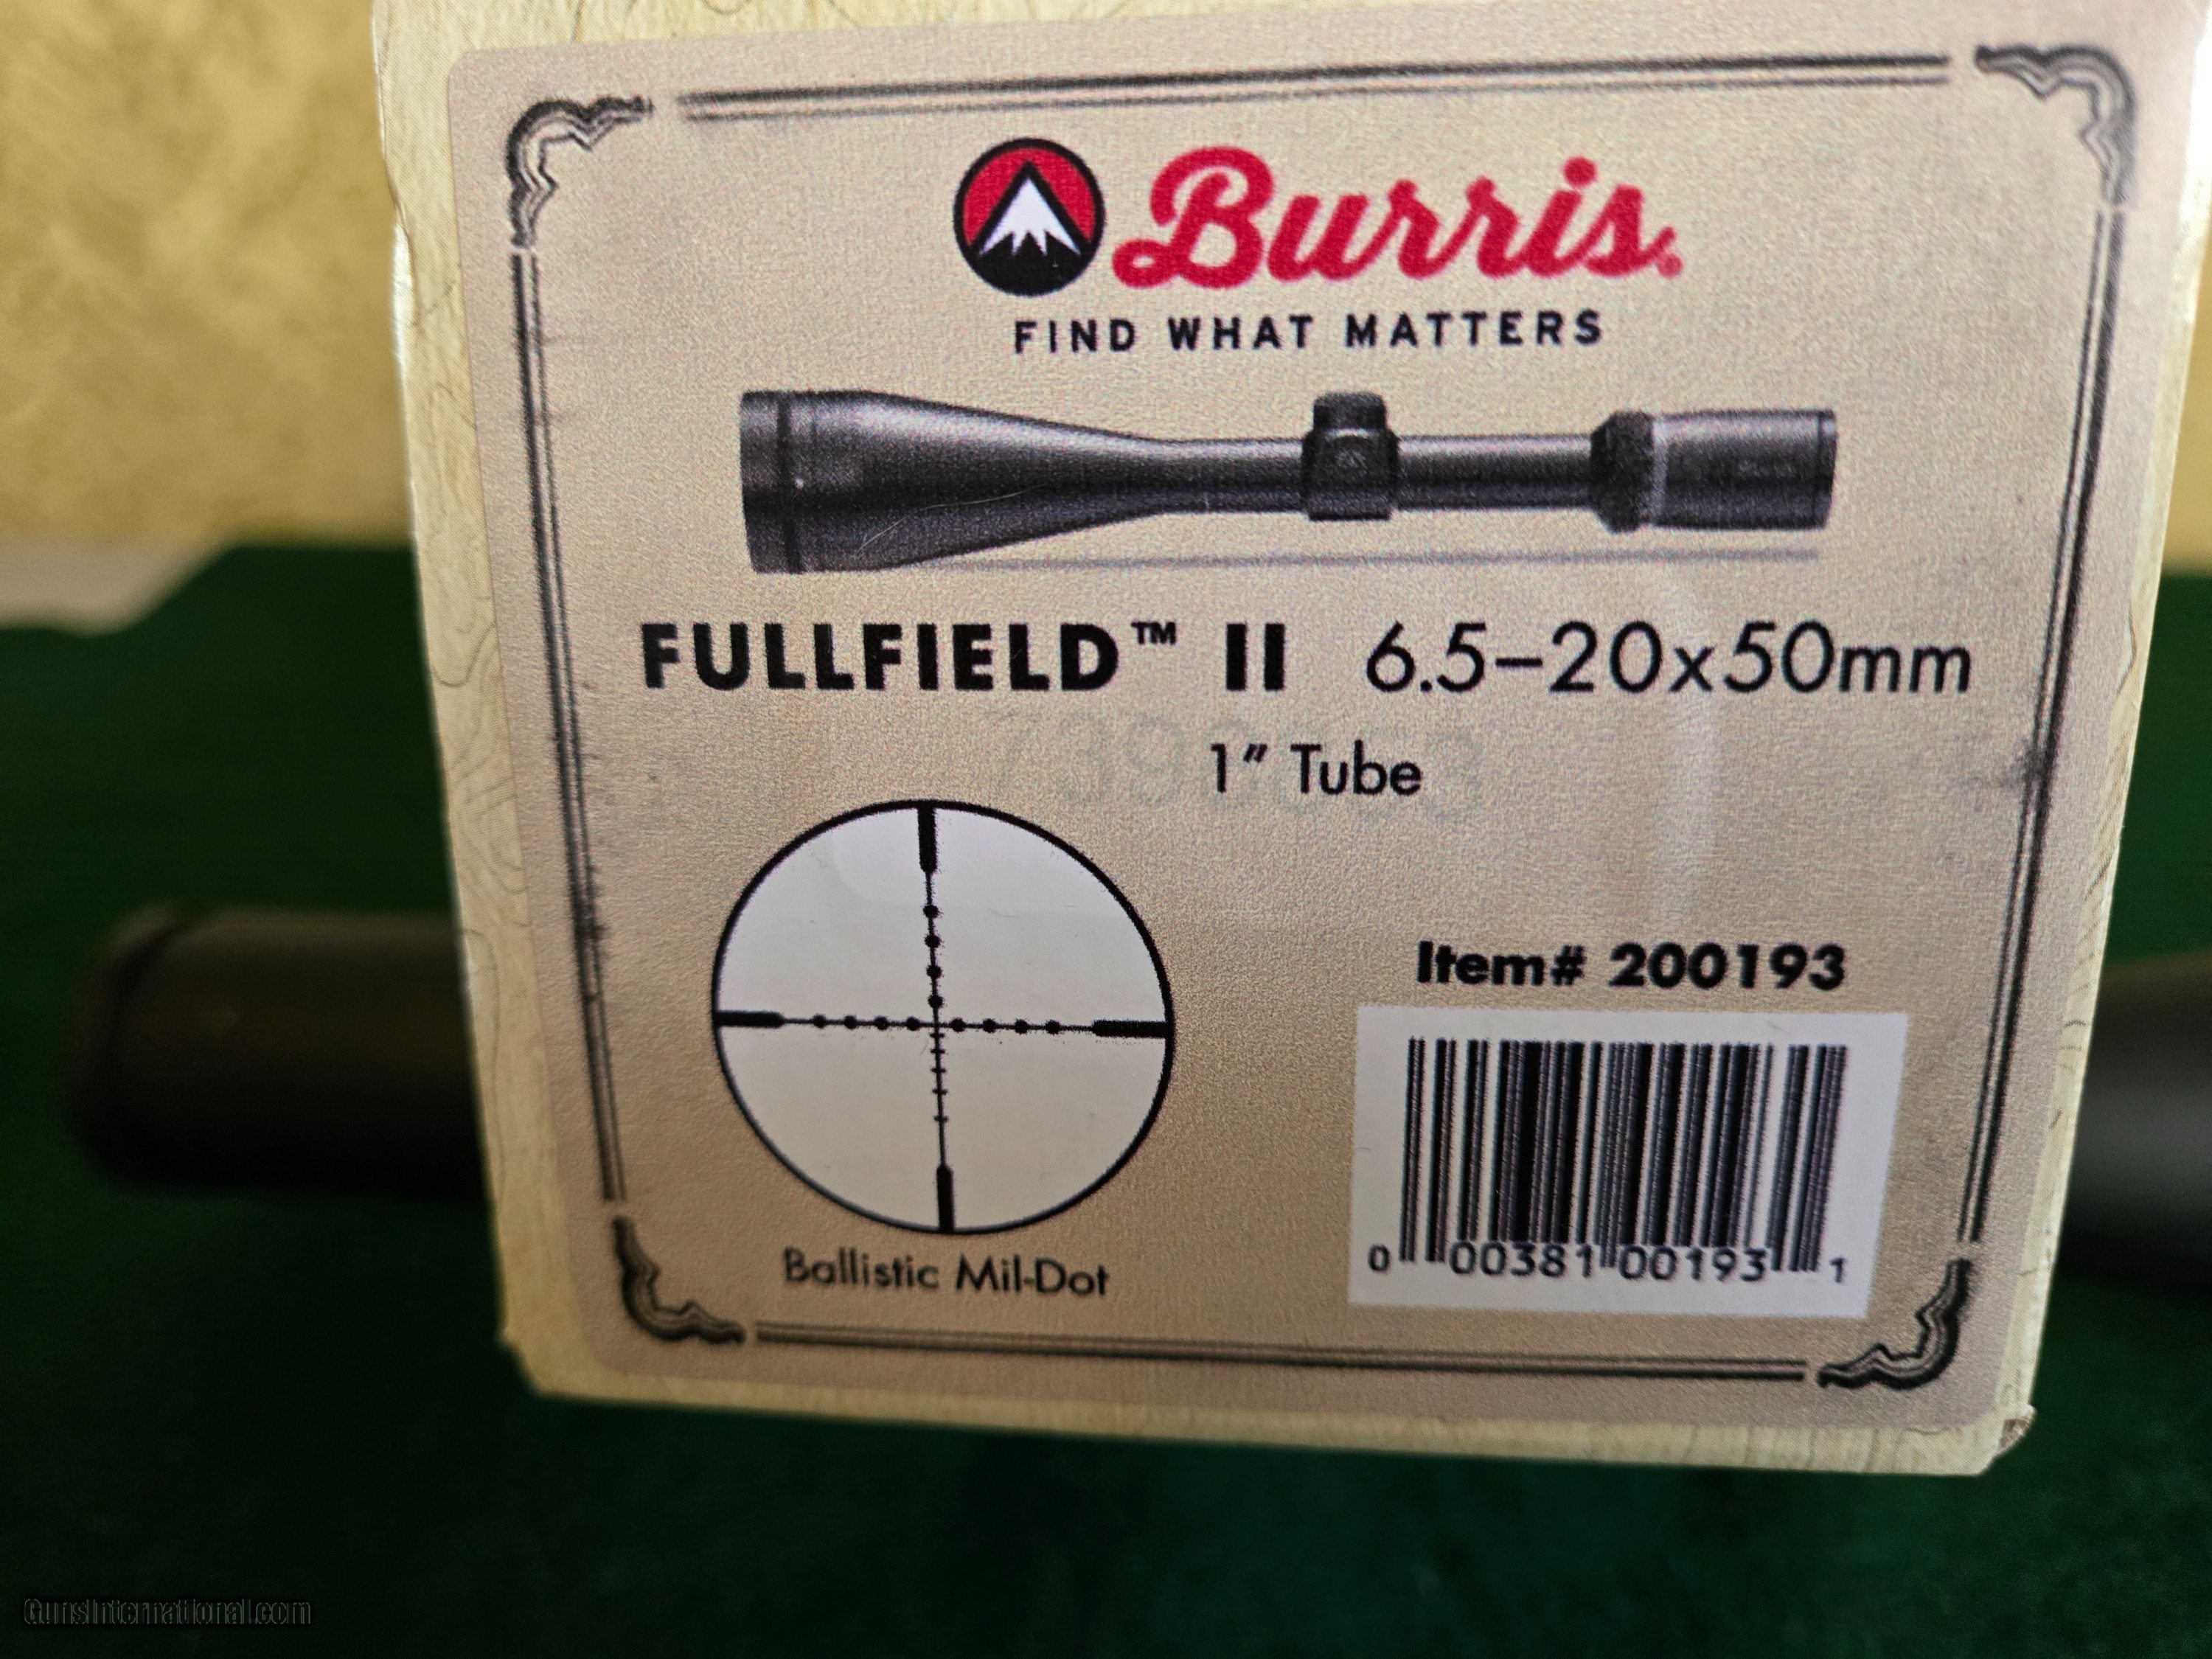 Burris.
FIND WHAT MATTERS
FULLFIELD™ II 6.5–20x50mm
1" Tube
Item# 200193
0 00381 00193 1
Ballistic Mil-Dot
GunsInternational.com